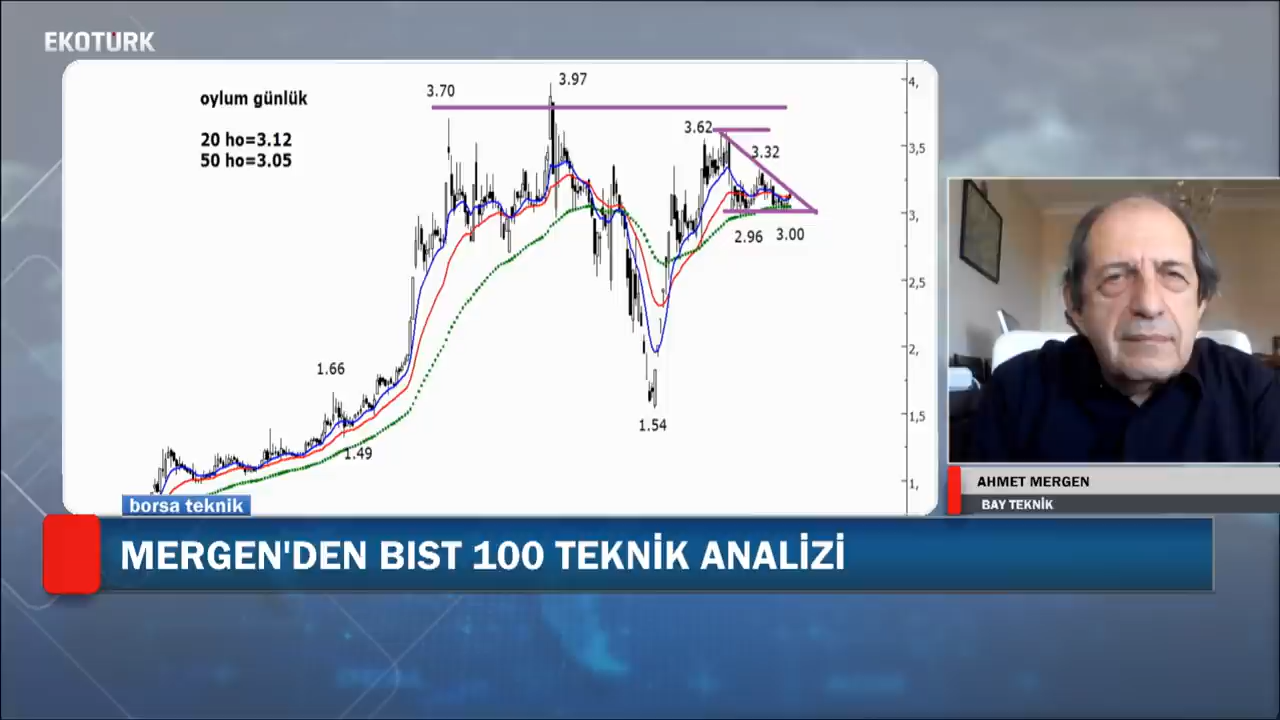 EKOTÜRK
oylum günlük
20 ho=3.12
50 ho=3.05
3.70
3.97
3.62
3.32
2.96
3.00
1.66
1.49
1.54
4,
3,5
3,
2,5
2,
1,5
1,
borsa teknik
AHMET MERGEN
BAY TEKNİK
MERGEN'DEN BIST 100 TEKNİK ANALİZİ